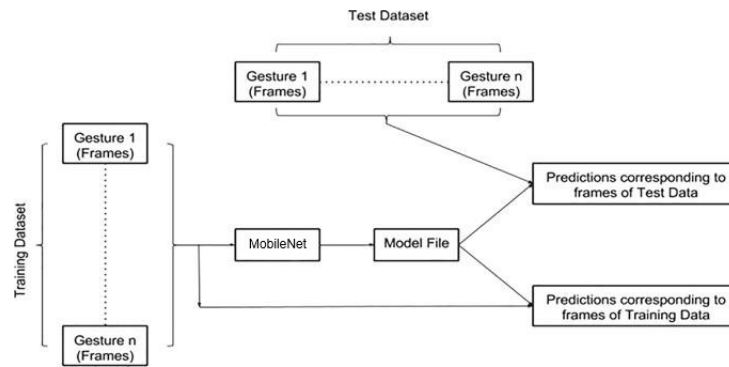 Test Dataset
Gesture 1
(Frames)
Gesture n
(Frames)
Training Dataset
Gesture 1
(Frames)
Gesture n
(Frames)
MobileNet
Model File
Predictions corresponding to
frames of Test Data
Predictions corresponding to
frames of Training Data